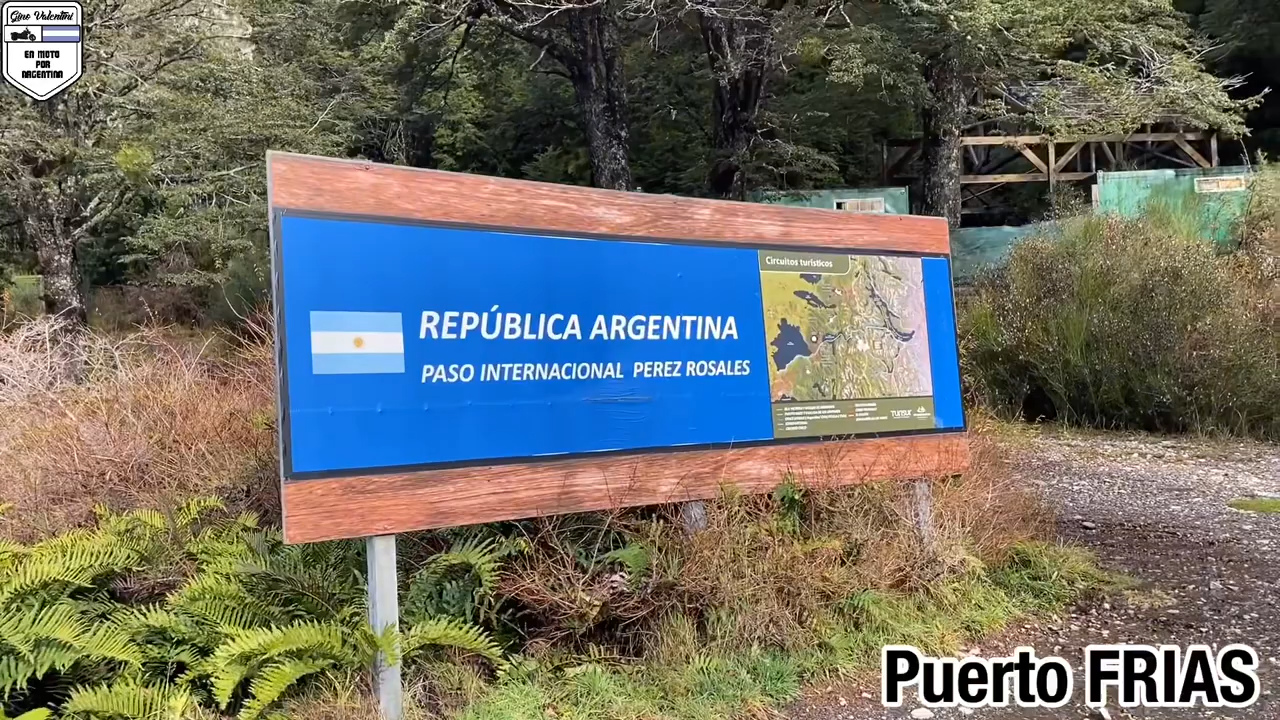 Gino Valentini
EN MOTO
POR
ARGENTINA
REPÚBLICA ARGENTINA
PASO INTERNACIONAL PEREZ ROSALES
Circuitos turísticos
Puerto FRIAS